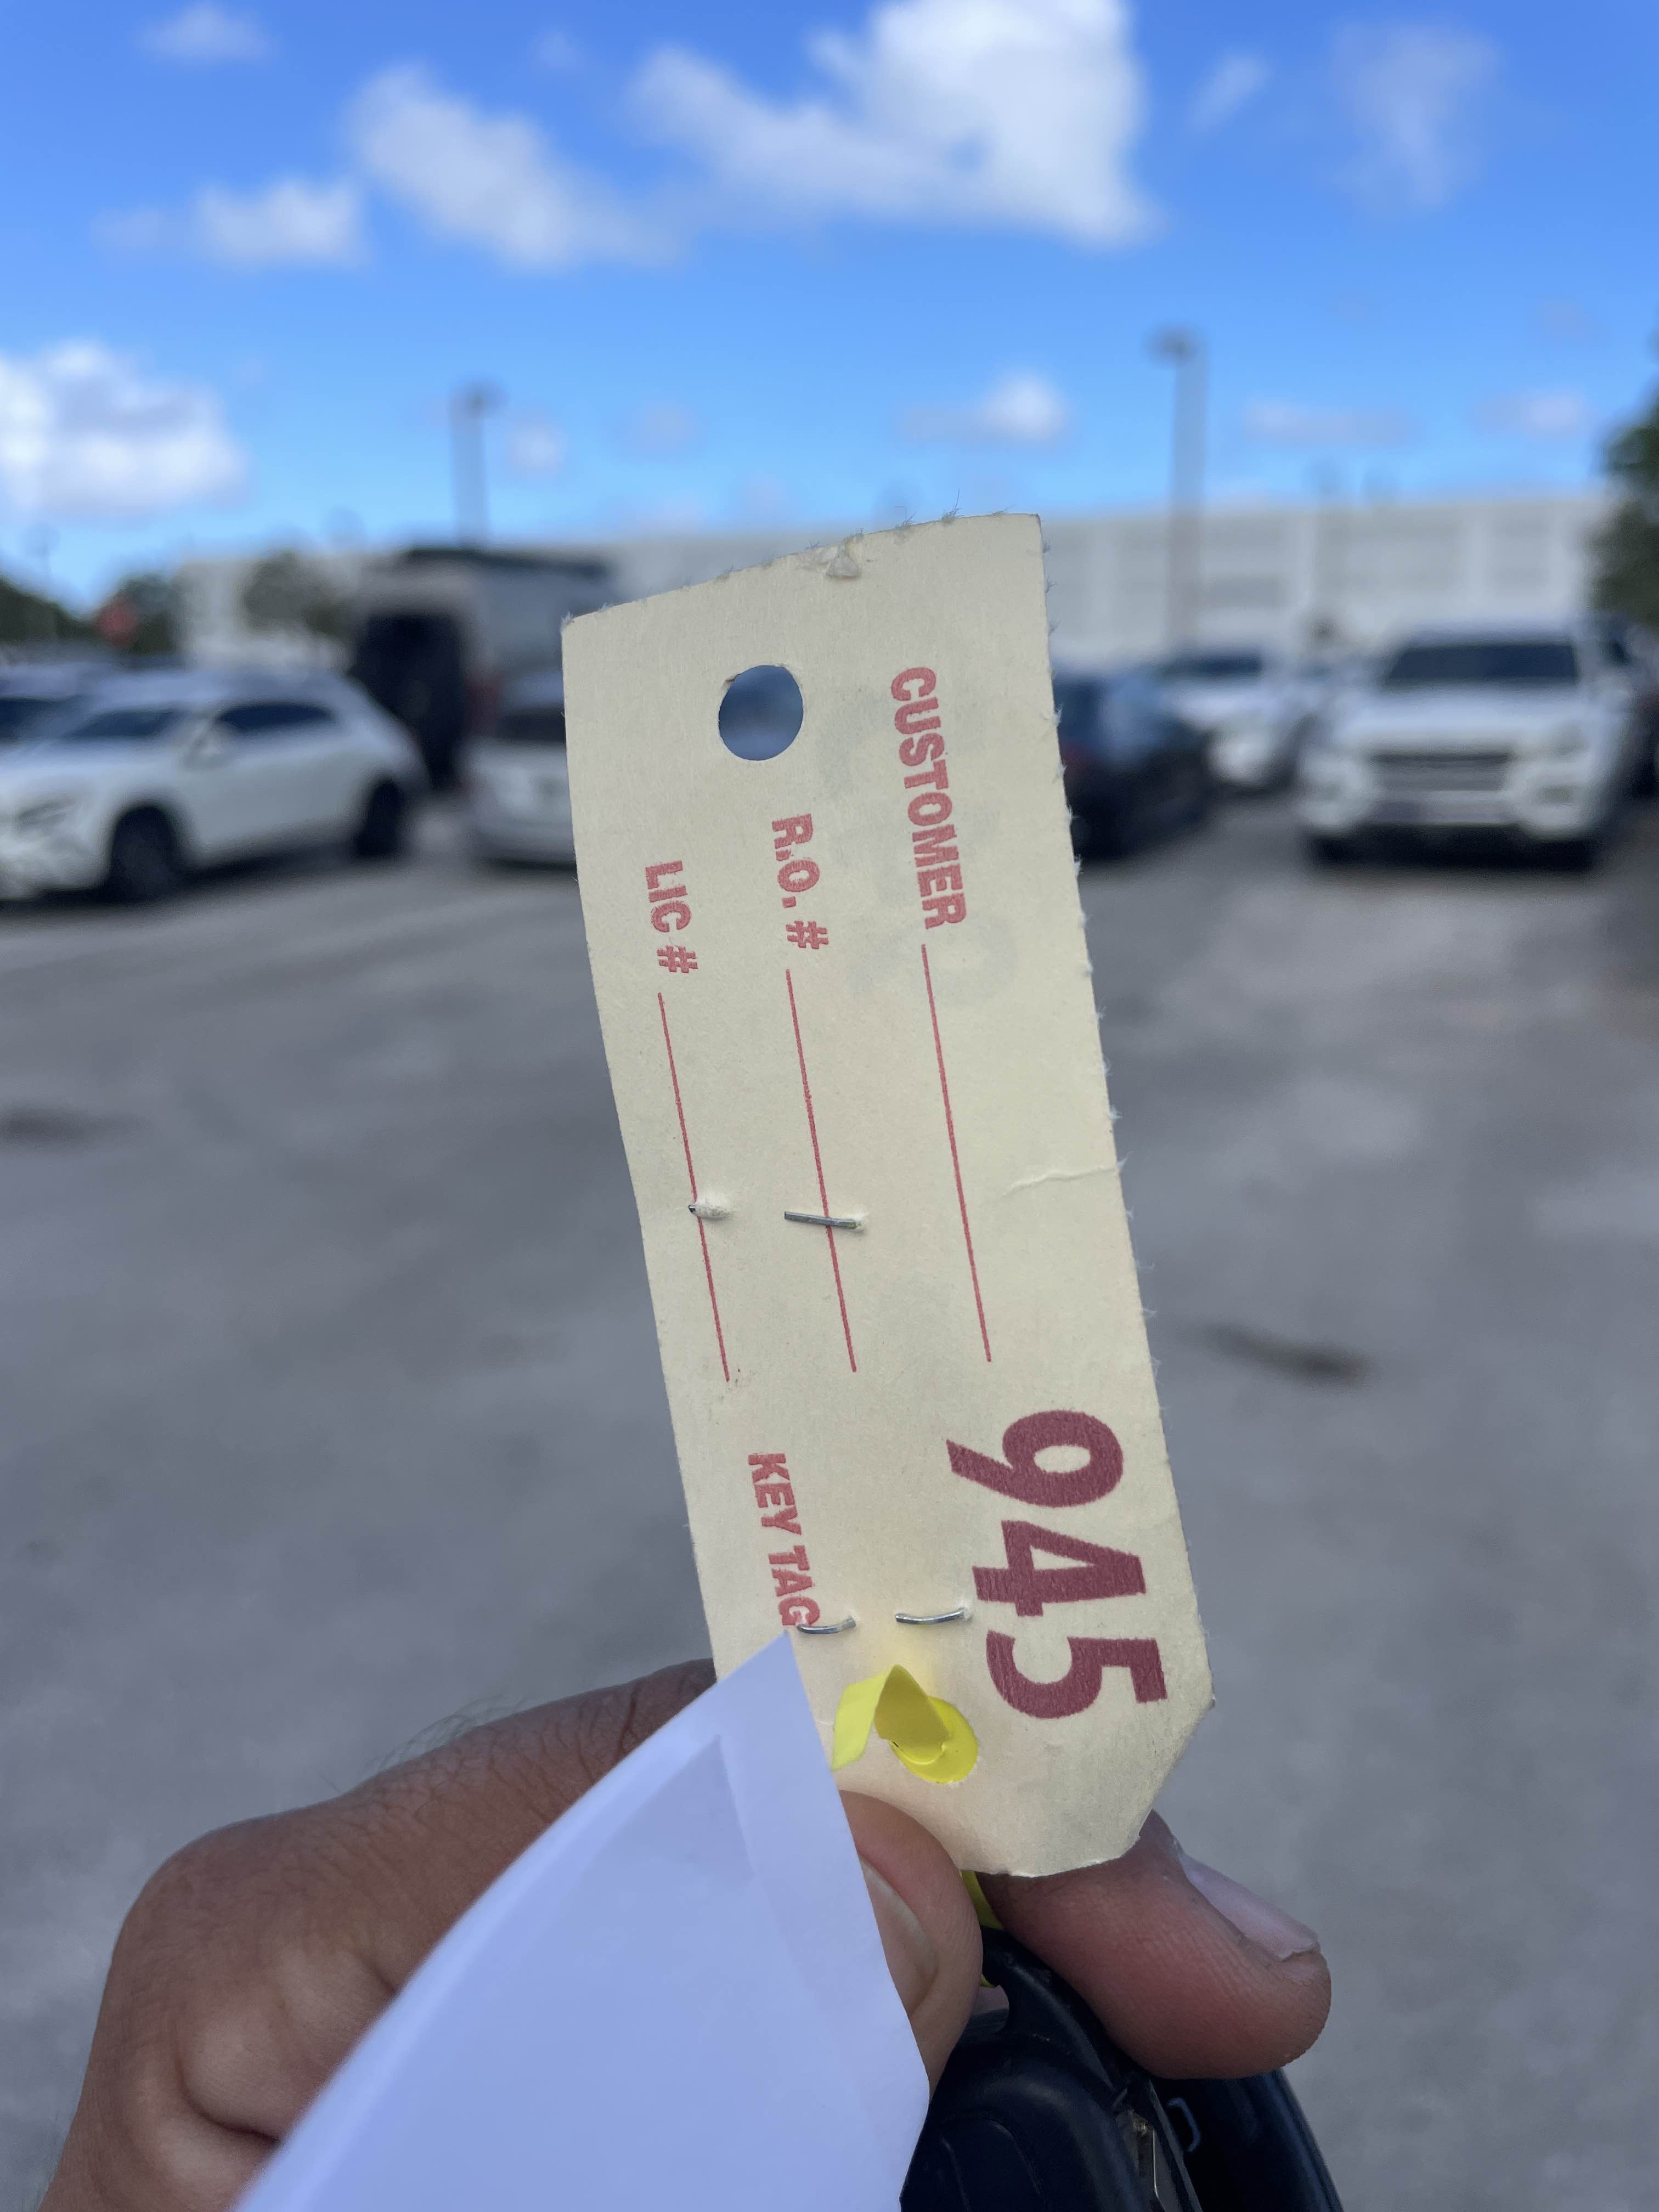 CUSTOMER
R.O. #
LIC #
945
KEY TAG